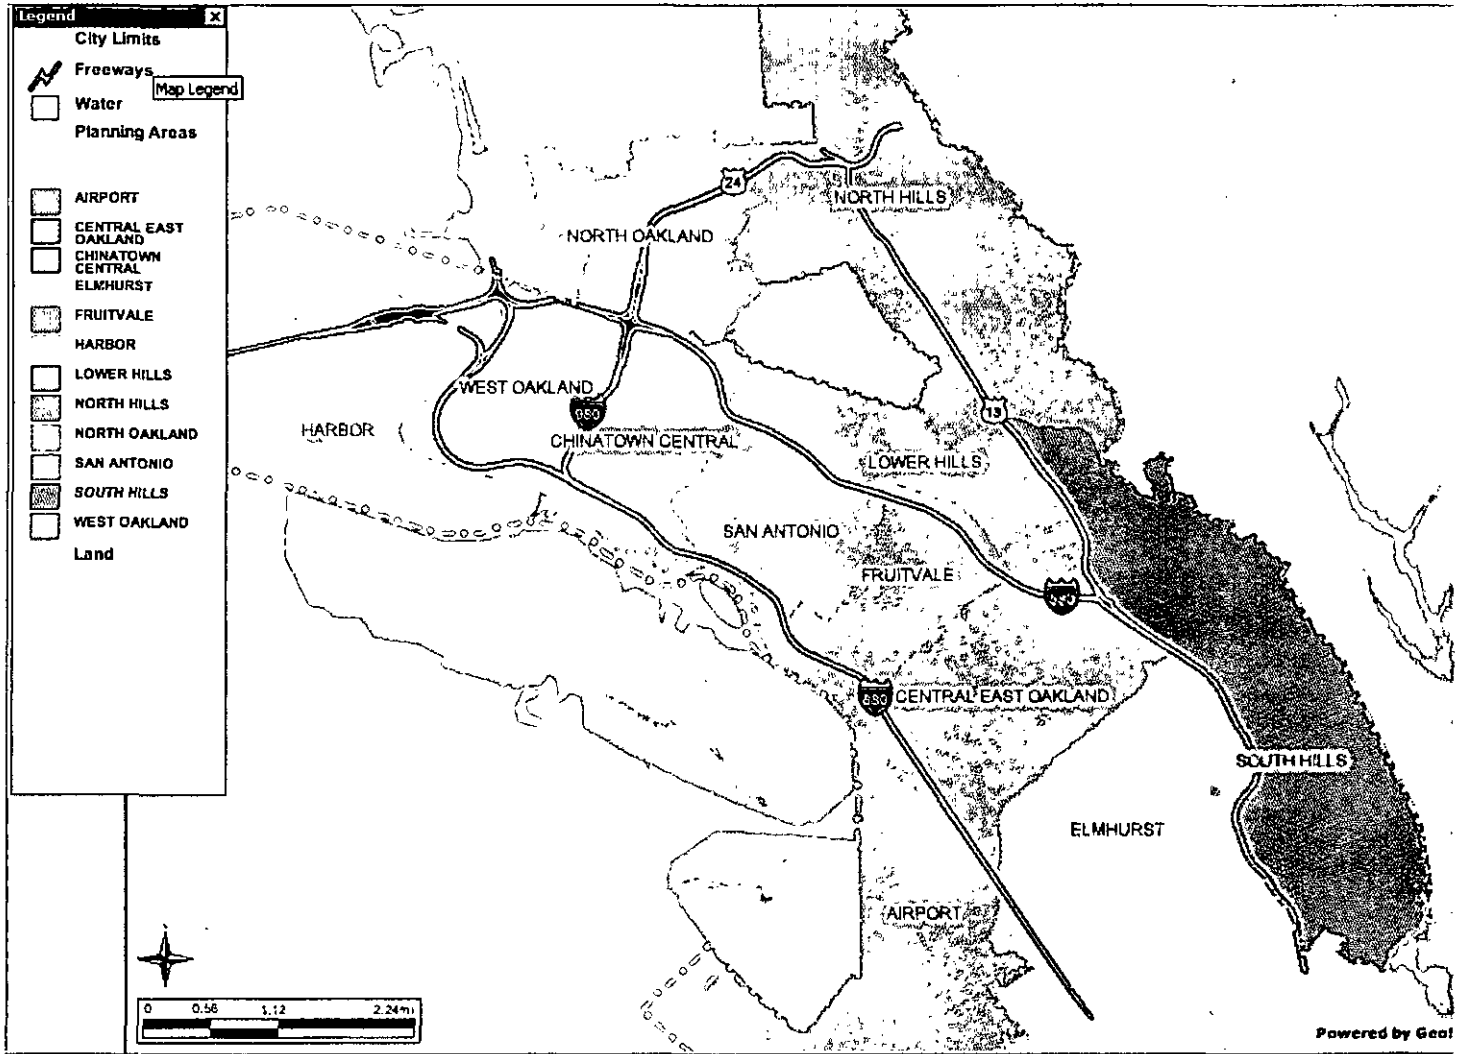 Legend
City Limits
Freeways
Map Legend
Water
Planning Areas
AIRPORT
CENTRAL EAST
OAKLAND
CHINATOWN
CENTRAL
ELMHURST
FRUITVALE
HARBOR
LOWER HILLS
NORTH HILLS
NORTH OAKLAND
SAN ANTONIO
SOUTH HILLS
WEST OAKLAND
Land
24
NORTH HILLS
NORTH OAKLAND
WEST OAKLAND
980
13
HARBOR
CHINATOWN CENTRAL
LOWER HILLS
SAN ANTONIO
FRUITVALE
CENTRAL EAST OAKLAND
SOUTH HILLS
ELMHURST
AIRPORT
0 0.56 1.12 2.24mi
Powered by Geo